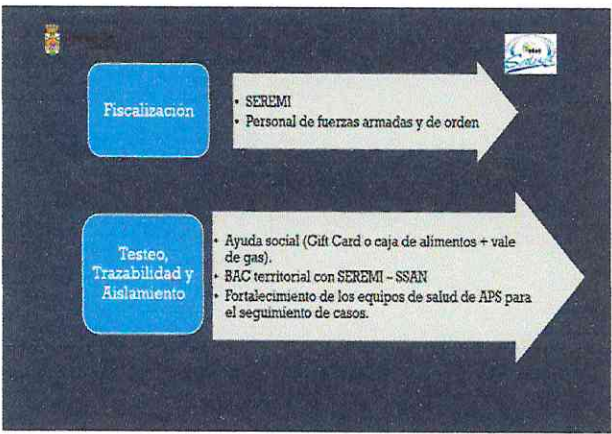 Fiscalización
• SEREMI
• Personal de fuerzas armadas y de orden
Testeo,
Trazabilidad y
Aislamiento
• Ayuda social (Gift Card o caja de alimentos + vale
de gas).
• BAC territorial con SEREMI – SSAN
• Fortalecimiento de los equipos de salud de APS para
el seguimiento de casos.